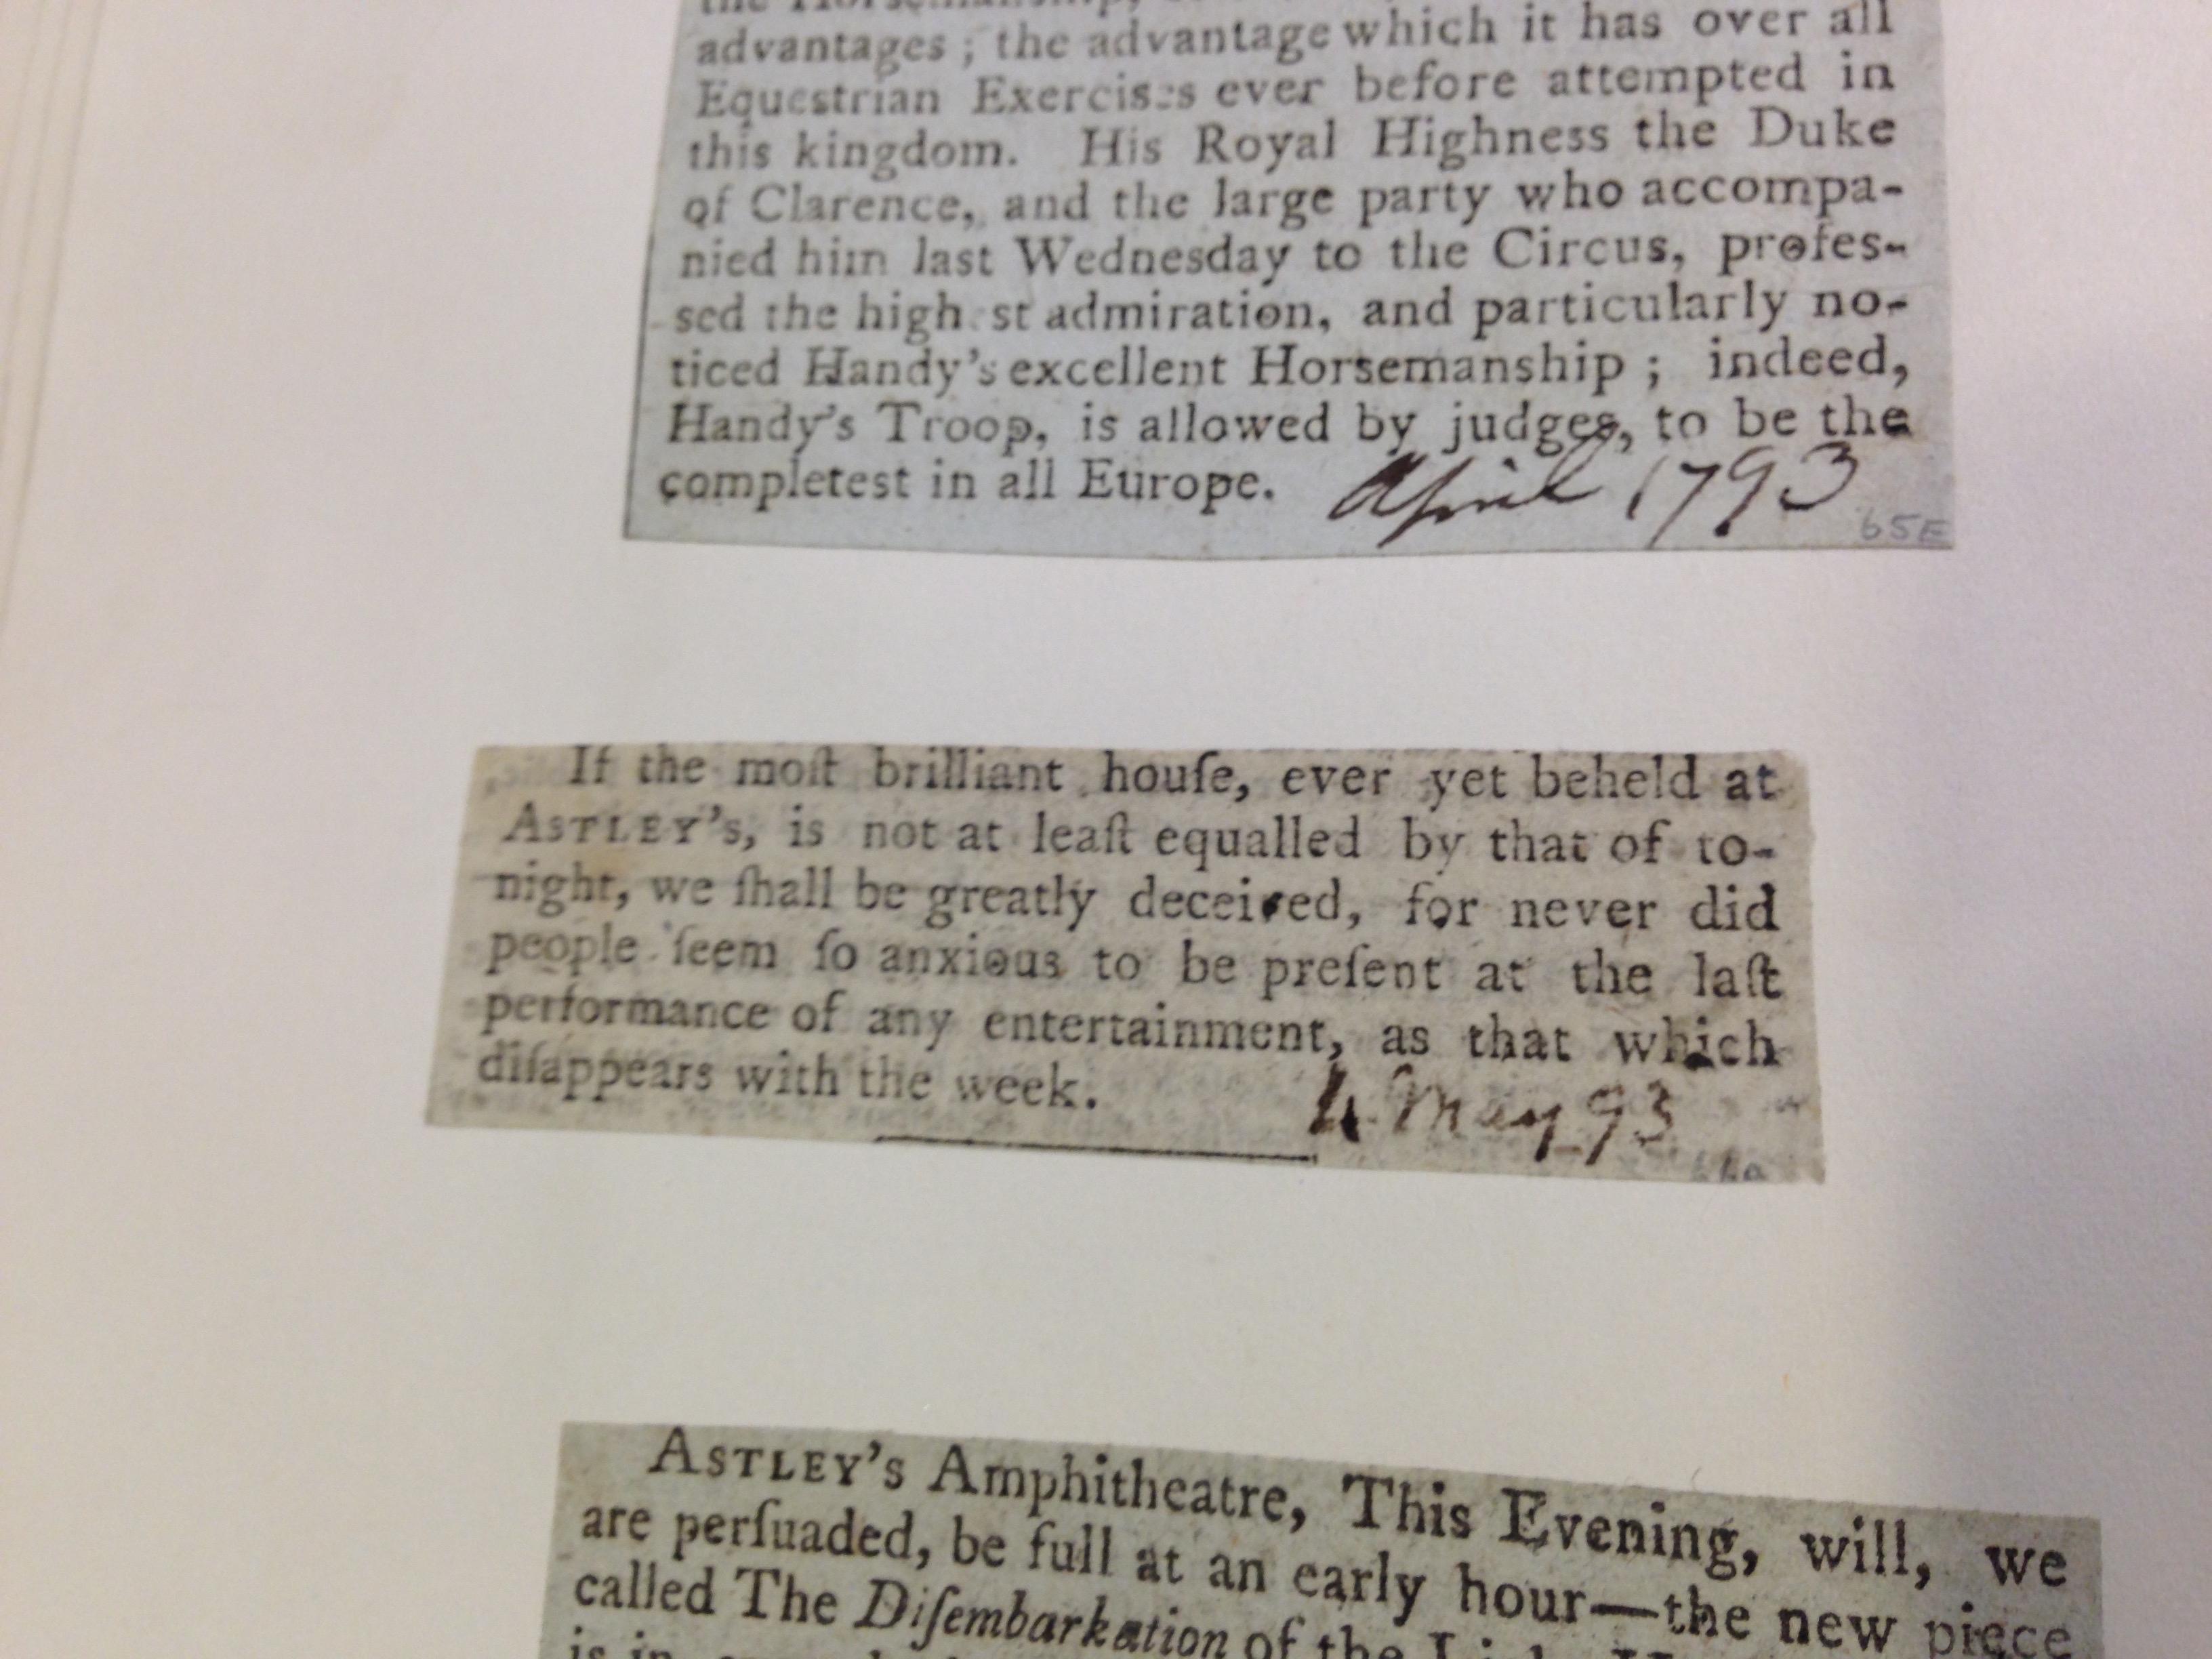 the Horsemanship,
advantages ; the advantage which it has over all
Equestrian Exercises ever before attempted in
this kingdom. His Royal Highness the Duke
of Clarence, and the large party who accompa-
nied him last Wednesday to the Circus, profes-
sed the high st admiration, and particularly no-
ticed Handy's excellent Horsemanship ; indeed,
Handy's Troop, is allowed by judges, to be the
completest in all Europe. April 1793
65E
If the moſt brilliant houſe, ever yet beheld at
ASTLEY's, is not at leaſt equalled by that of to-
night, we ſhall be greatly deceived, for never did
people ſeem ſo anxious to be preſent at the laſt
performance of any entertainment, as that which
diſappears with the week. 4 May 93
ASTLEY's Amphitheatre, This Evening, will, we
are perſuaded, be full at an early hour—the new piece
called The Diſembarkation of the
is in